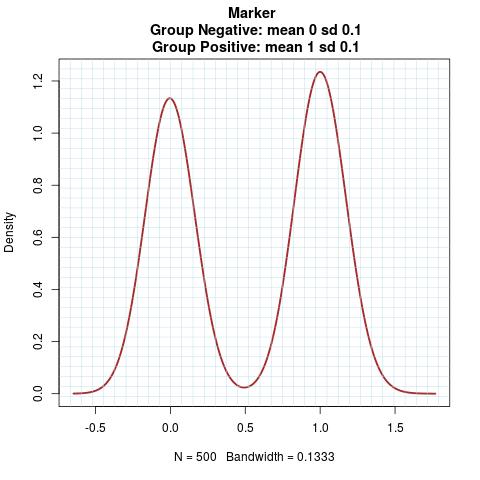 Marker
Group Negative: mean 0 sd 0.1
Group Positive: mean 1 sd 0.1
1.2
1.0
0.8
0.6
0.4
0.2
0.0
Density
-0.5 0.0 0.5 1.0 1.5
N = 500 Bandwidth = 0.1333